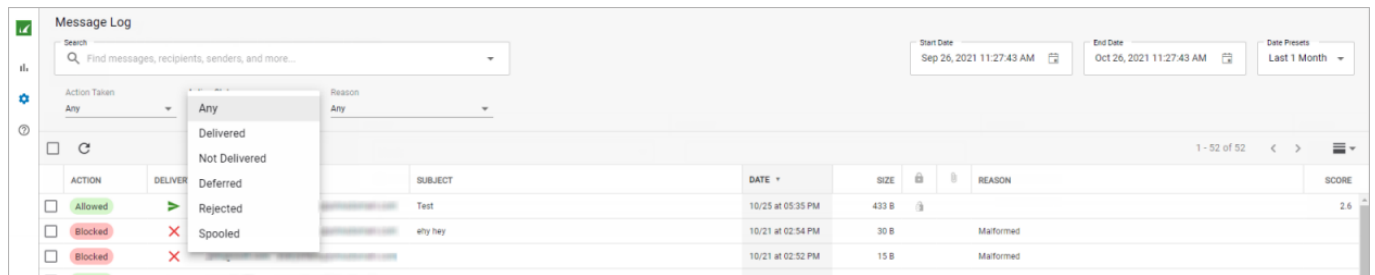 Message Log
Search
Find messages, recipients, senders, and more...
Start Date
Sep 26, 2021 11:27:43 AM
End Date
Oct 26, 2021 11:27:43 AM
Date Presets
Last 1 Month
Action Taken
Any
Reason
Any
Any
Delivered
Not Delivered
Deferred
Rejected
Spooled
1 - 52 of 52
ACTION DELIVER SUBJECT DATE SIZE REASON SCORE
Allowed Test 10/25 at 05:35 PM 433 B 2.6
Blocked ehy hey 10/21 at 02:54 PM 30 B Malformed
Blocked 10/21 at 02:52 PM 15 B Malformed